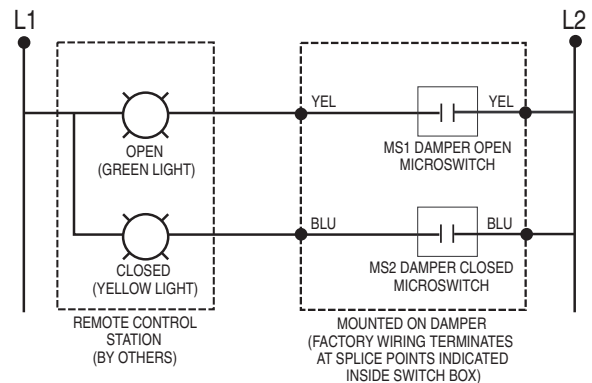 L1
L2
YEL
YEL
OPEN
(GREEN LIGHT)
MS1 DAMPER OPEN
MICROSWITCH
BLU
BLU
CLOSED
(YELLOW LIGHT)
MS2 DAMPER CLOSED
MICROSWITCH
REMOTE CONTROL
STATION
(BY OTHERS)
MOUNTED ON DAMPER
(FACTORY WIRING TERMINATES
AT SPLICE POINTS INDICATED
INSIDE SWITCH BOX)